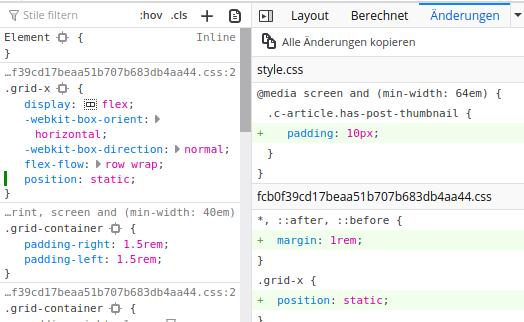 Stile filtern :hov .cls +
Element { Inline
}
…f39cd17beaa51b707b683db4aa44.css:2
.grid-x {
display: flex;
-webkit-box-orient:
horizontal;
-webkit-box-direction: normal;
flex-flow: row wrap;
position: static;
}
…rint, screen and (min-width: 40em)
.grid-container {
padding-right: 1.5rem;
padding-left: 1.5rem;
}
…f39cd17beaa51b707b683db4aa44.css:2
.grid-container {
Layout Berechnet Änderungen
Alle Änderungen kopieren
style.css
@media screen and (min-width: 64em) {
.c-article.has-post-thumbnail {
+ padding: 10px;
}
}
fcb0f39cd17beaa51b707b683db4aa44.css
*, ::after, ::before {
+ margin: 1rem;
}
.grid-x {
+ position: static;
}